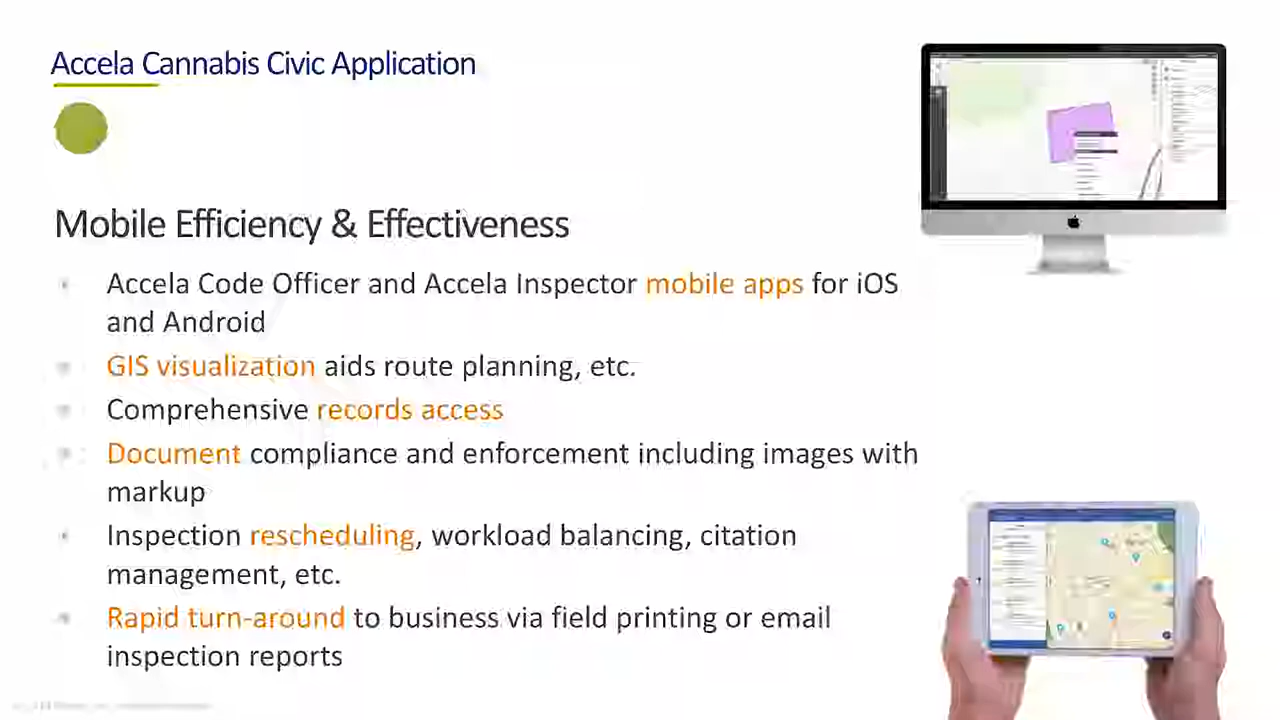 Accela Cannabis Civic Application
Mobile Efficiency & Effectiveness
Accela Code Officer and Accela Inspector mobile apps for iOS
and Android
GIS visualization aids route planning, etc.
Comprehensive records access
Document compliance and enforcement including images with
markup
Inspection rescheduling, workload balancing, citation
management, etc.
Rapid turn-around to business via field printing or email
inspection reports